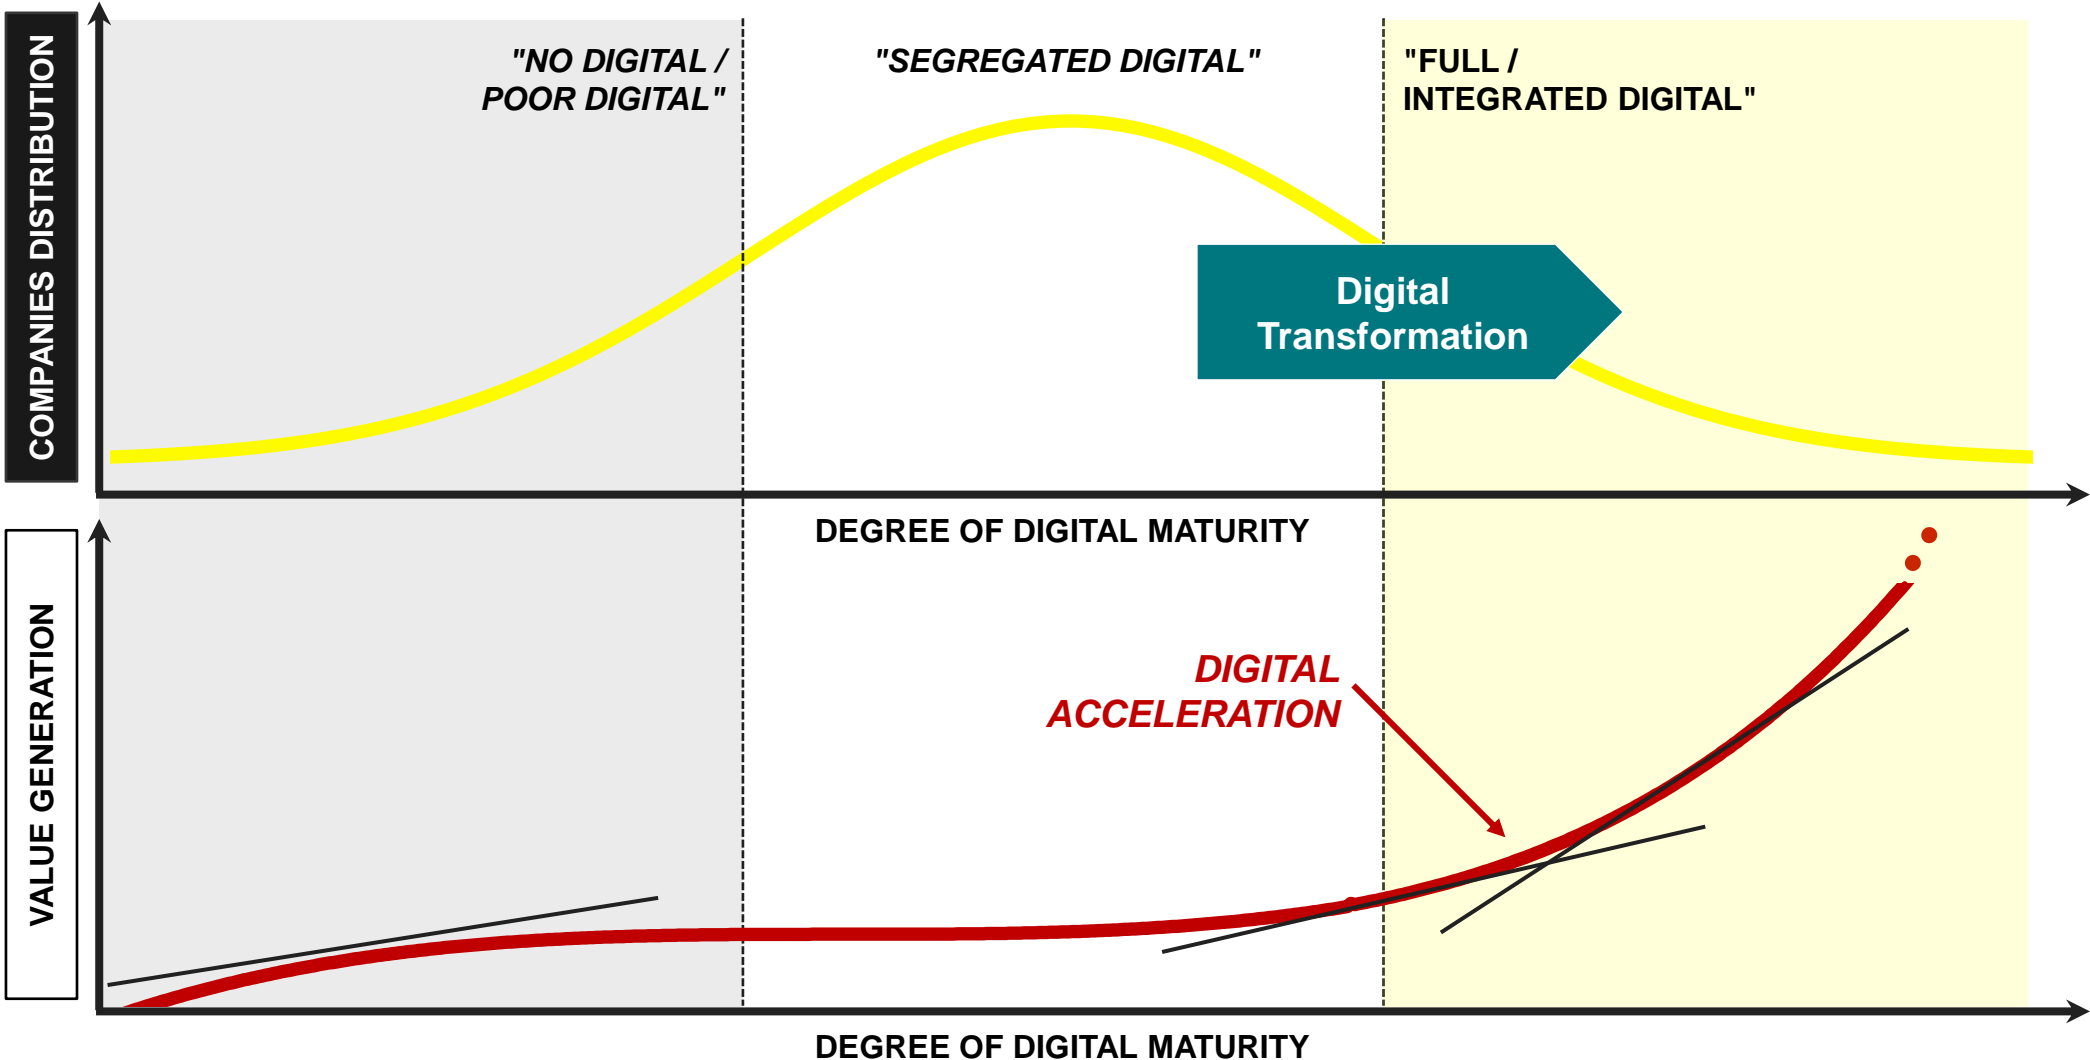 COMPANIES DISTRIBUTION
"NO DIGITAL /
POOR DIGITAL"
"SEGREGATED DIGITAL"
"FULL /
INTEGRATED DIGITAL"
Digital
Transformation
DEGREE OF DIGITAL MATURITY
VALUE GENERATION
DIGITAL
ACCELERATION
DEGREE OF DIGITAL MATURITY